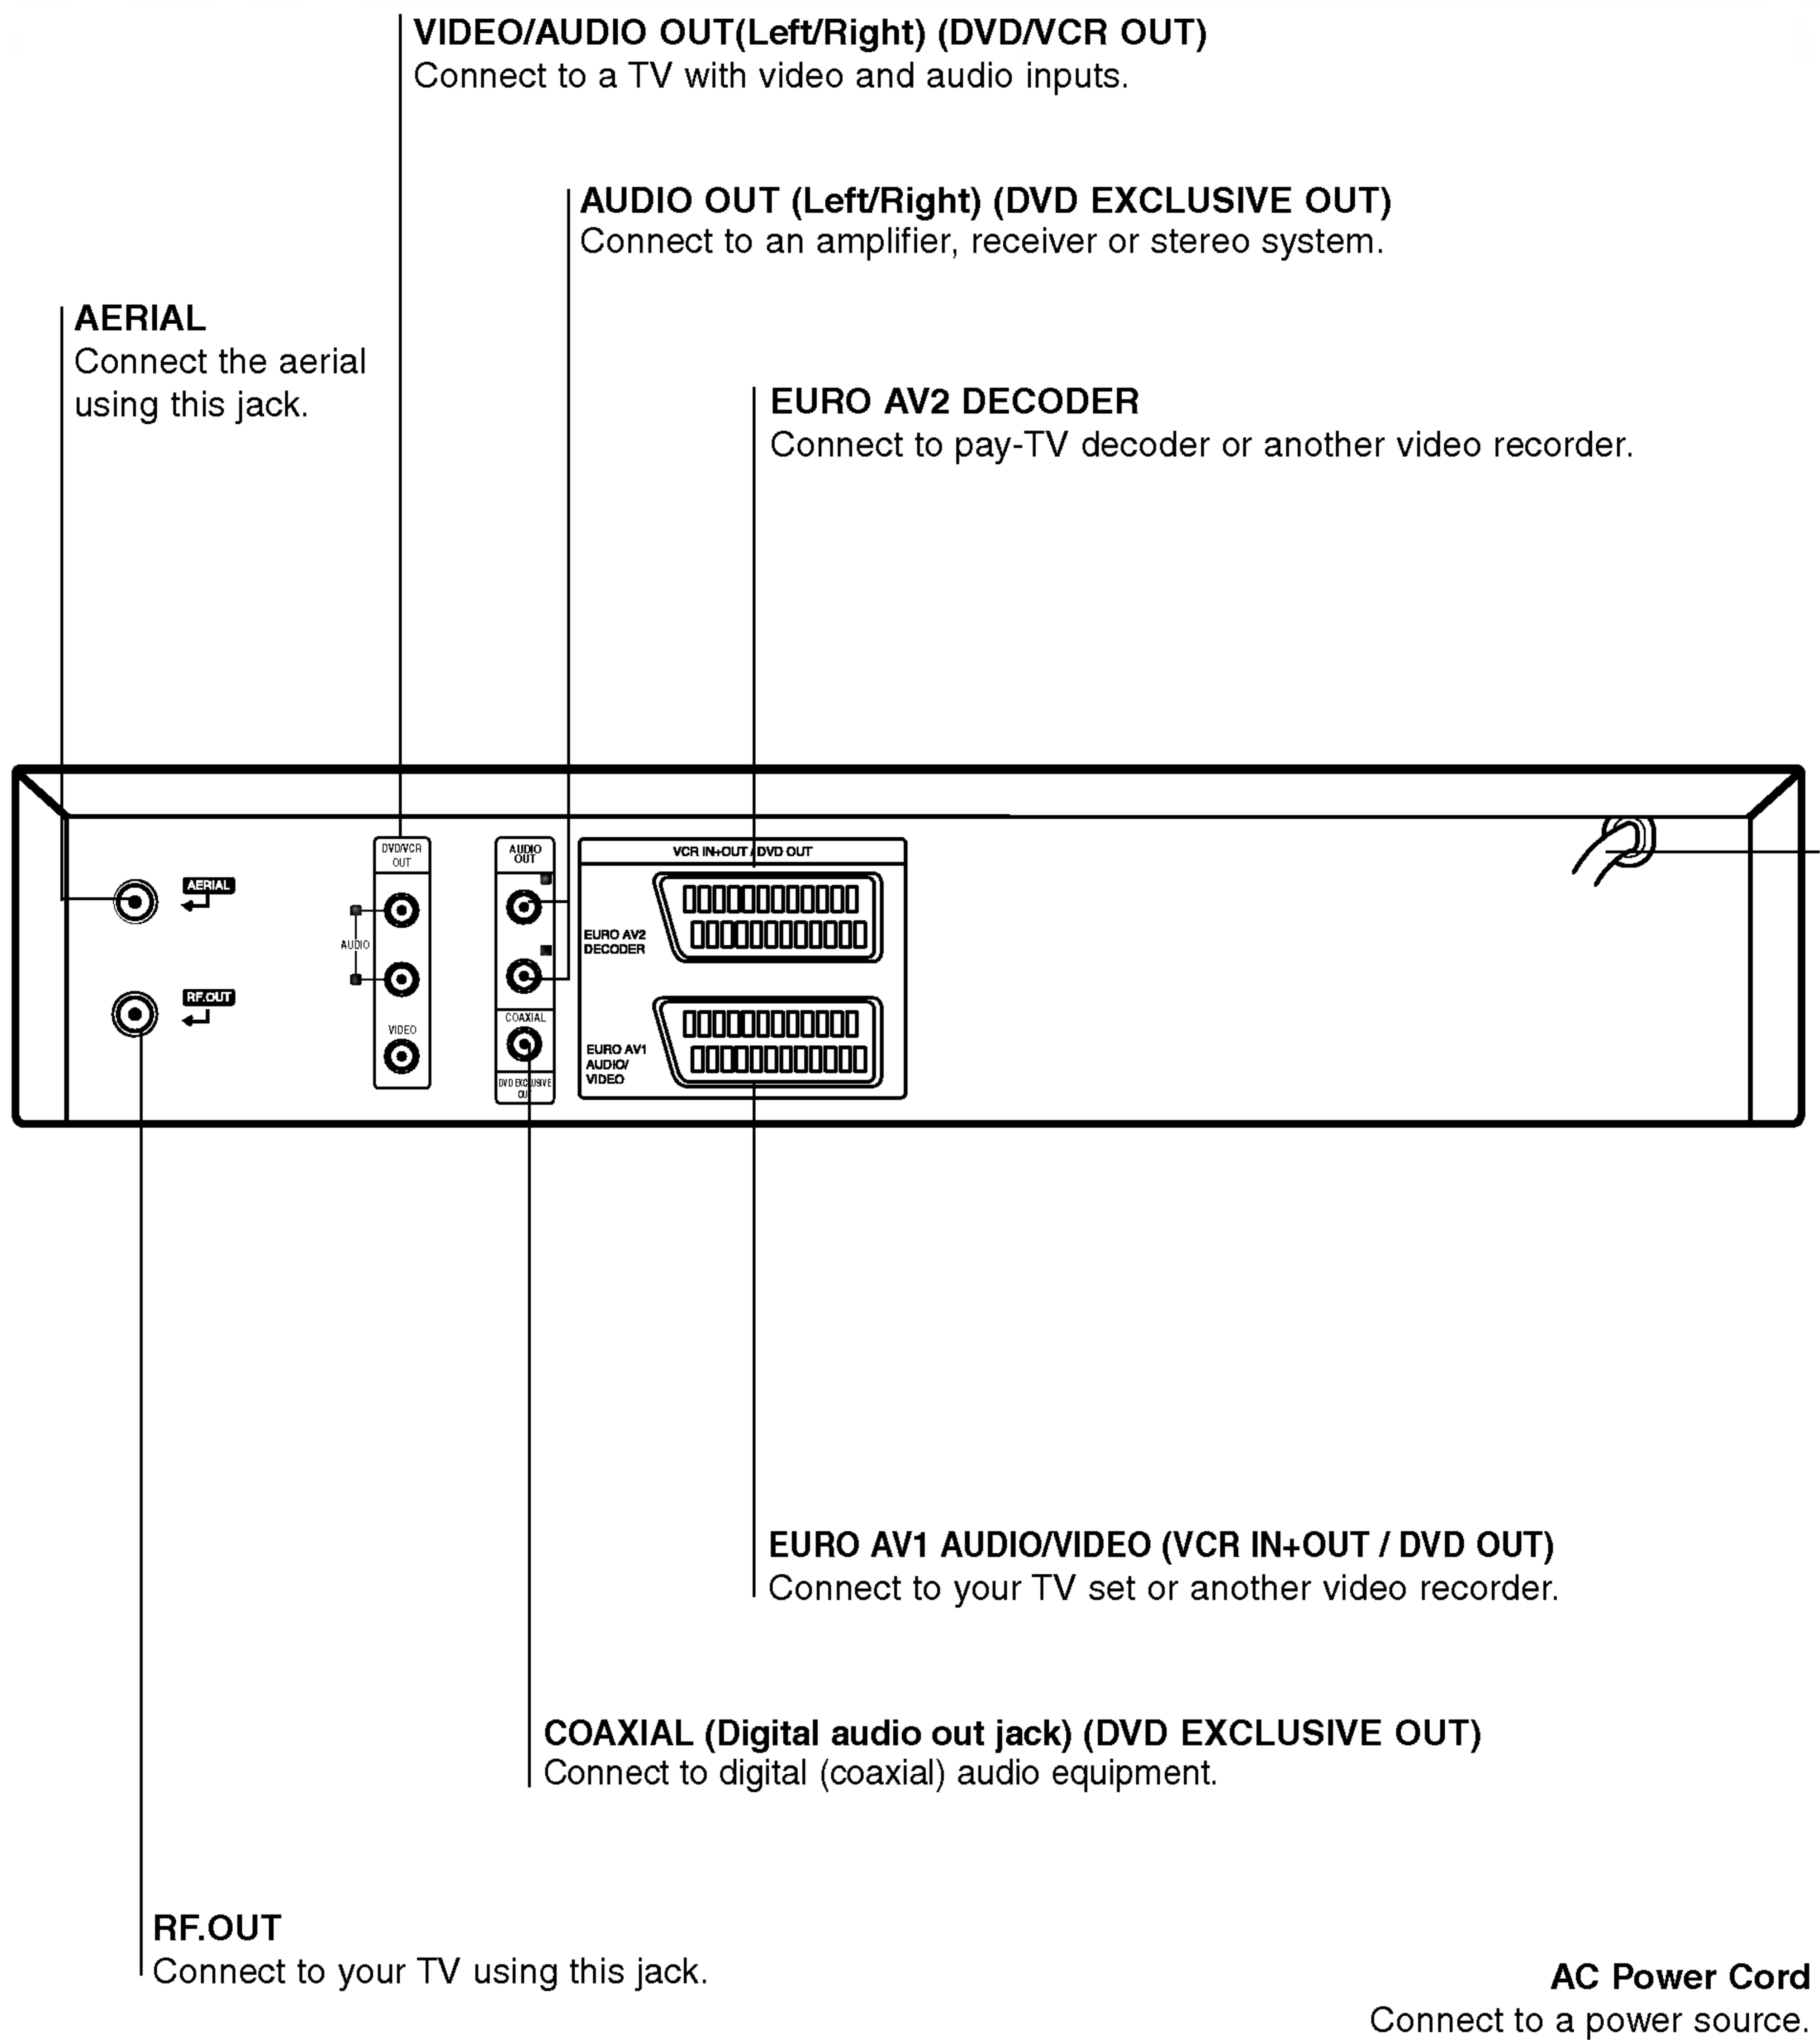 VIDEO/AUDIO OUT(Left/Right) (DVD/VCR OUT)
Connect to a TV with video and audio inputs.
AUDIO OUT (Left/Right) (DVD EXCLUSIVE OUT)
Connect to an amplifier, receiver or stereo system.
AERIAL
Connect the aerial
using this jack.
EURO AV2 DECODER
Connect to pay-TV decoder or another video recorder.
DVD/VCR
OUT
AUDIO
OUT
VCR IN+OUT / DVD OUT
AERIAL
AUDIO
EURO AV2
DECODER
RF.OUT
VIDEO
COAXIAL
EURO AV1
AUDIO/
VIDEO
DVD EXCLUSIVE
OUT
EURO AV1 AUDIO/VIDEO (VCR IN+OUT / DVD OUT)
Connect to your TV set or another video recorder.
COAXIAL (Digital audio out jack) (DVD EXCLUSIVE OUT)
Connect to digital (coaxial) audio equipment.
RF.OUT
Connect to your TV using this jack.
AC Power Cord
Connect to a power source.